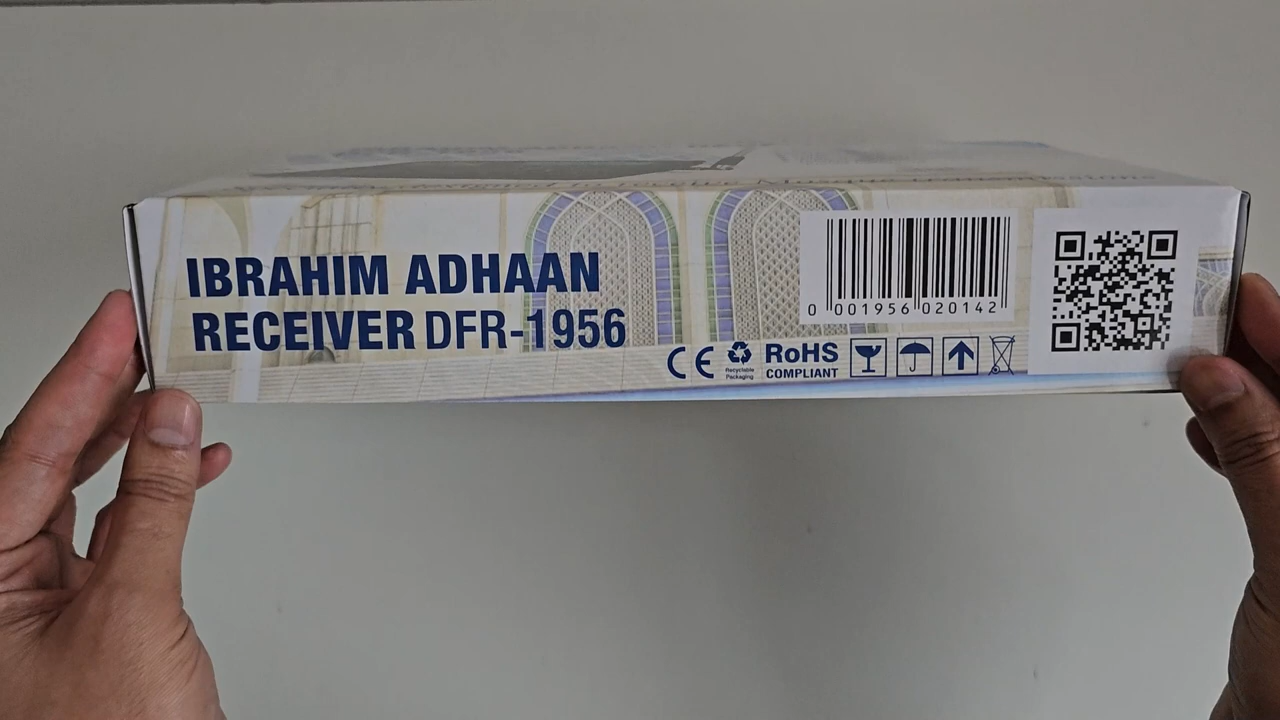 IBRAHIM ADHAAN
RECEIVER DFR-1956
0 001956 020142
CE
Recyclable
Packaging
RoHS
COMPLIANT